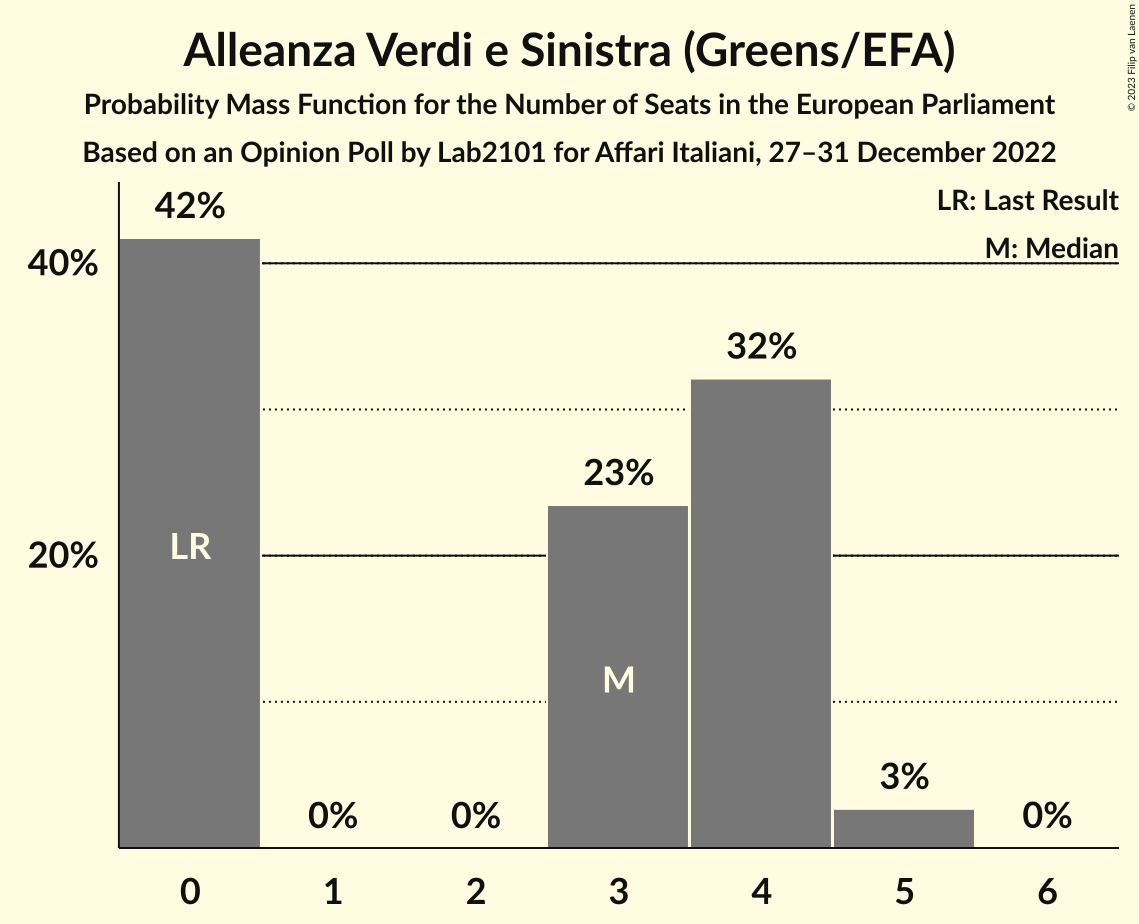 Alleanza Verdi e Sinistra (Greens/EFA)
Probability Mass Function for the Number of Seats in the European Parliament
Based on an Opinion Poll by Lab2101 for Affari Italiani, 27–31 December 2022
© 2023 Filip van Laenen
LR: Last Result
M: Median
42%
40%
32%
23%
20%
LR
M
3%
0%
0%
0%
0
1
2
3
4
5
6